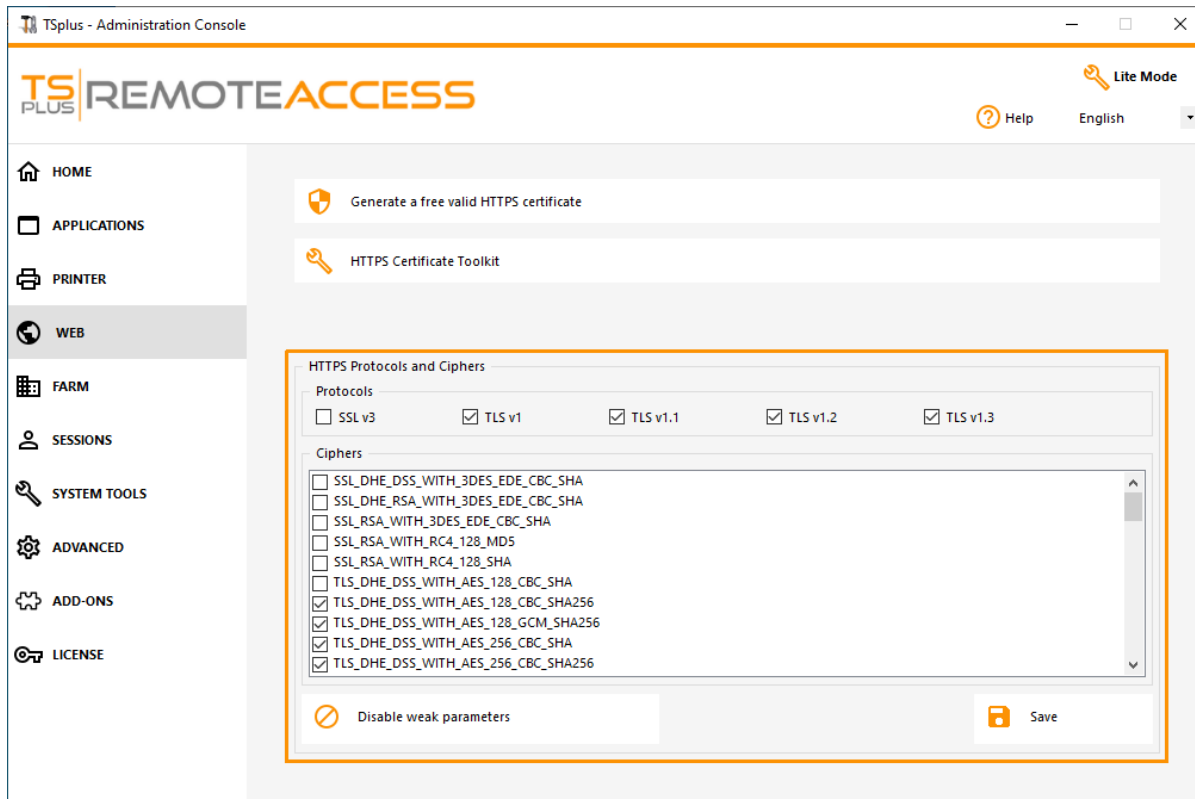 TSplus - Administration Console
TS PLUS REMOTEACCESS
Lite Mode
Help English
HOME
APPLICATIONS
PRINTER
WEB
FARM
SESSIONS
SYSTEM TOOLS
ADVANCED
ADD-ONS
LICENSE
Generate a free valid HTTPS certificate
HTTPS Certificate Toolkit
HTTPS Protocols and Ciphers
Protocols
SSL v3 TLS v1 TLS v1.1 TLS v1.2 TLS v1.3
Ciphers
SSL_DHE_DSS_WITH_3DES_EDE_CBC_SHA
SSL_DHE_RSA_WITH_3DES_EDE_CBC_SHA
SSL_RSA_WITH_3DES_EDE_CBC_SHA
SSL_RSA_WITH_RC4_128_MD5
SSL_RSA_WITH_RC4_128_SHA
TLS_DHE_DSS_WITH_AES_128_CBC_SHA
TLS_DHE_DSS_WITH_AES_128_CBC_SHA256
TLS_DHE_DSS_WITH_AES_128_GCM_SHA256
TLS_DHE_DSS_WITH_AES_256_CBC_SHA
TLS_DHE_DSS_WITH_AES_256_CBC_SHA256
Disable weak parameters
Save